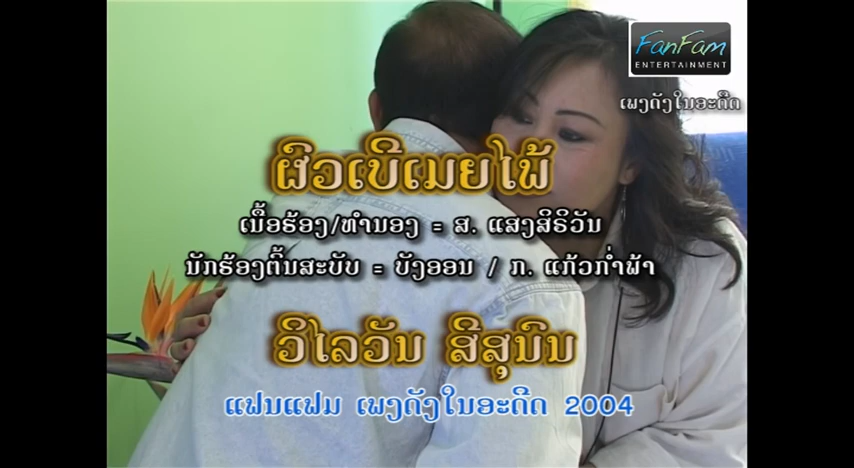 FanFam
ENTERTAINMENT
ເພງດັງໃນອະດີດ
ຜົວເບີເມຍໄພ້
ເນື້ອຮ້ອງ/ທຳນອງ = ສ. ແສງສິຣິວັນ
ນັກຮ້ອງຕົ້ນສະບັບ = ບັງອອນ / ກ. ແກ້ວກ່ຳພ້າ
ວິໄລວັນ ສີສຸນົນ
ແຟນແຟມ ເພງດັງໃນອະດີດ 2004